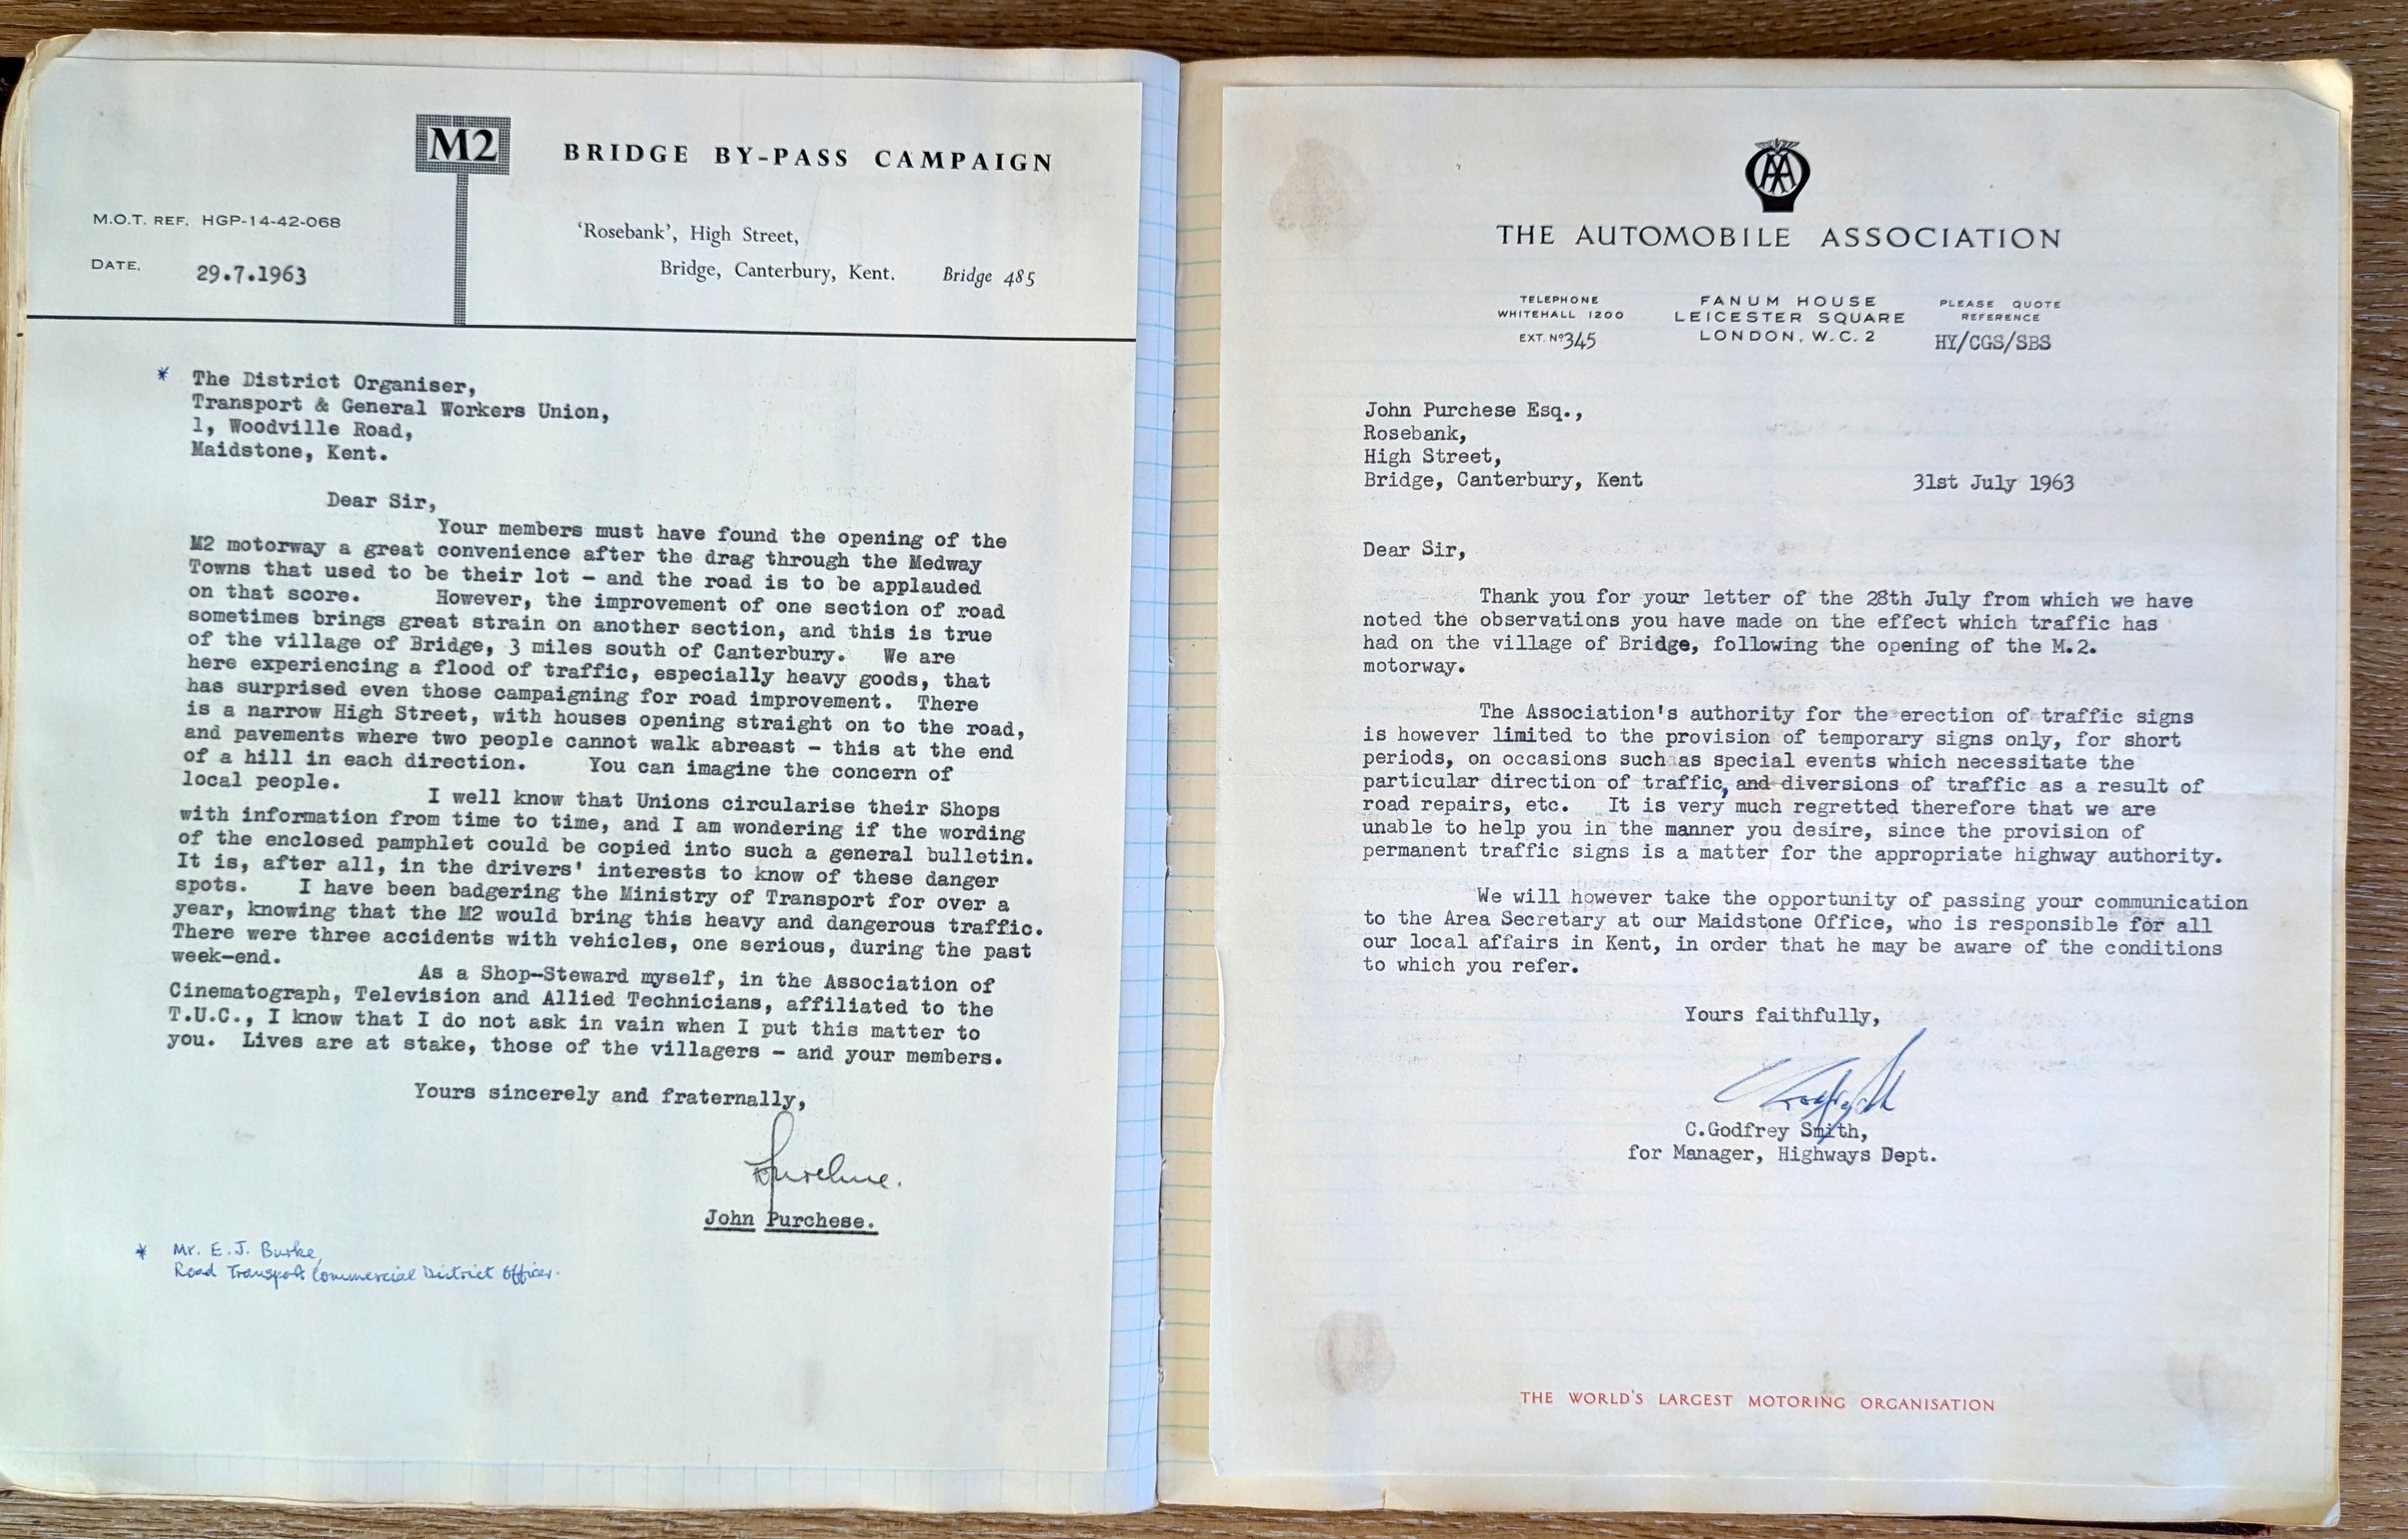 M2
BRIDGE BY-PASS CAMPAIGN
M.O.T. REF. HGP-14-42-068
DATE. 29.7.1963
‘Rosebank’, High Street,
Bridge, Canterbury, Kent. Bridge 485
* The District Organiser,
Transport & General Workers Union,
1, Woodville Road,
Maidstone, Kent.
Dear Sir,
Your members must have found the opening of the
M2 motorway a great convenience after the drag through the Medway
Towns that used to be their lot - and the road is to be applauded
on that score. However, the improvement of one section of road
sometimes brings great strain on another section, and this is true
of the village of Bridge, 3 miles south of Canterbury. We are
here experiencing a flood of traffic, especially heavy goods, that
has surprised even those campaigning for road improvement. There
is a narrow High Street, with houses opening straight on to the road,
and pavements where two people cannot walk abreast - this at the end
of a hill in each direction. You can imagine the concern of
local people.
I well know that Unions circularise their Shops
with information from time to time, and I am wondering if the wording
of the enclosed pamphlet could be copied into such a general bulletin.
It is, after all, in the drivers' interests to know of these danger
spots. I have been badgering the Ministry of Transport for over a
year, knowing that the M2 would bring this heavy and dangerous traffic.
There were three accidents with vehicles, one serious, during the past
week-end.
As a Shop-Steward myself, in the Association of
Cinematograph, Television and Allied Technicians, affiliated to the
T.U.C., I know that I do not ask in vain when I put this matter to
you. Lives are at stake, those of the villagers - and your members.
Yours sincerely and fraternally,
John Purchese.
* Mr. E. J. Burke,
Road Transport Commercial District Officer.
AA
THE AUTOMOBILE ASSOCIATION
TELEPHONE
WHITEHALL 1200
EXT. Nº 345
FANUM HOUSE
LEICESTER SQUARE
LONDON, W.C.2
PLEASE QUOTE
REFERENCE
HY/CGS/SBS
John Purchese Esq.,
Rosebank,
High Street,
Bridge, Canterbury, Kent 31st July 1963
Dear Sir,
Thank you for your letter of the 28th July from which we have
noted the observations you have made on the effect which traffic has
had on the village of Bridge, following the opening of the M.2.
motorway.
The Association's authority for the erection of traffic signs
is however limited to the provision of temporary signs only, for short
periods, on occasions such as special events which necessitate the
particular direction of traffic, and diversions of traffic as a result of
road repairs, etc. It is very much regretted therefore that we are
unable to help you in the manner you desire, since the provision of
permanent traffic signs is a matter for the appropriate highway authority.
We will however take the opportunity of passing your communication
to the Area Secretary at our Maidstone Office, who is responsible for all
our local affairs in Kent, in order that he may be aware of the conditions
to which you refer.
Yours faithfully,
C.Godfrey Smith,
for Manager, Highways Dept.
THE WORLD'S LARGEST MOTORING ORGANISATION